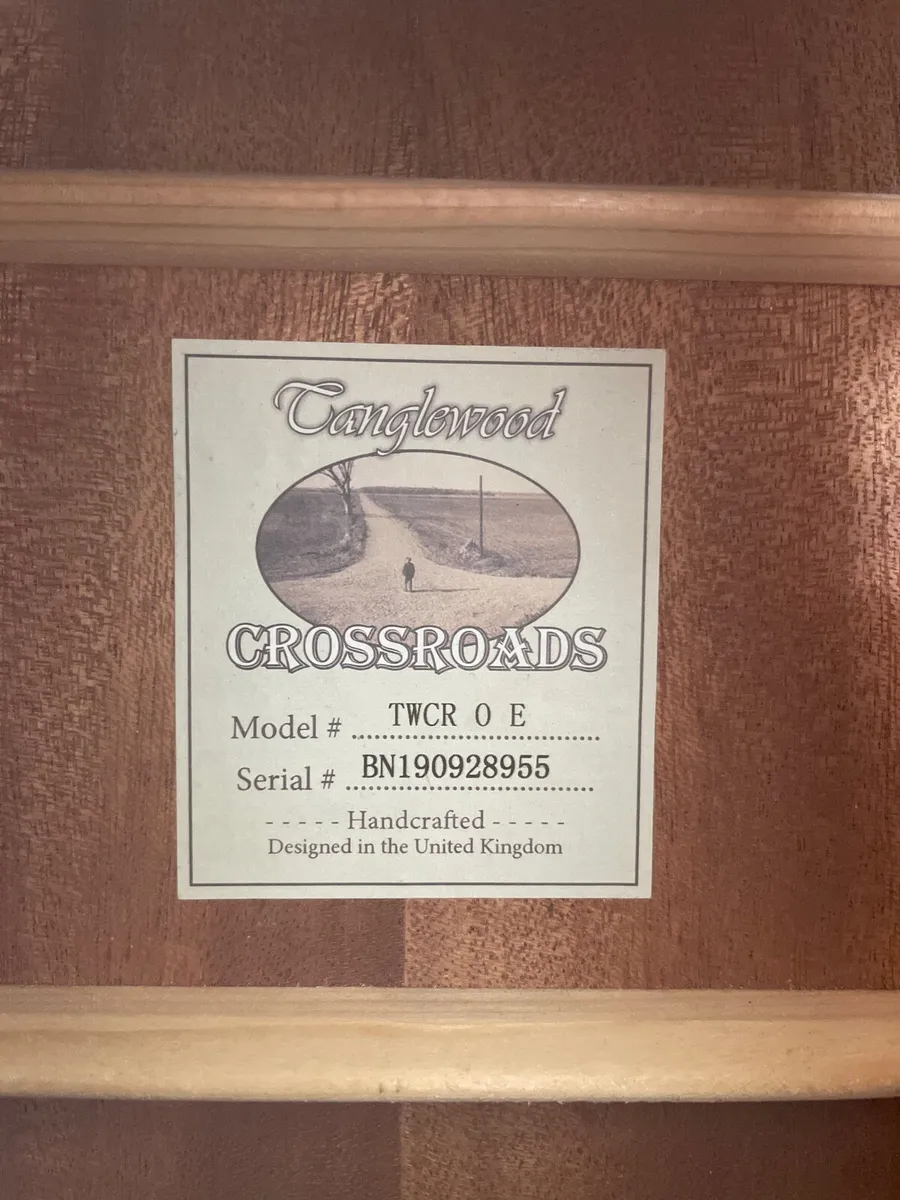 Tanglewood
CROSSROADS
Model # TWCR O E
Serial # BN190928955
- - - - - Handcrafted - - - - -
Designed in the United Kingdom